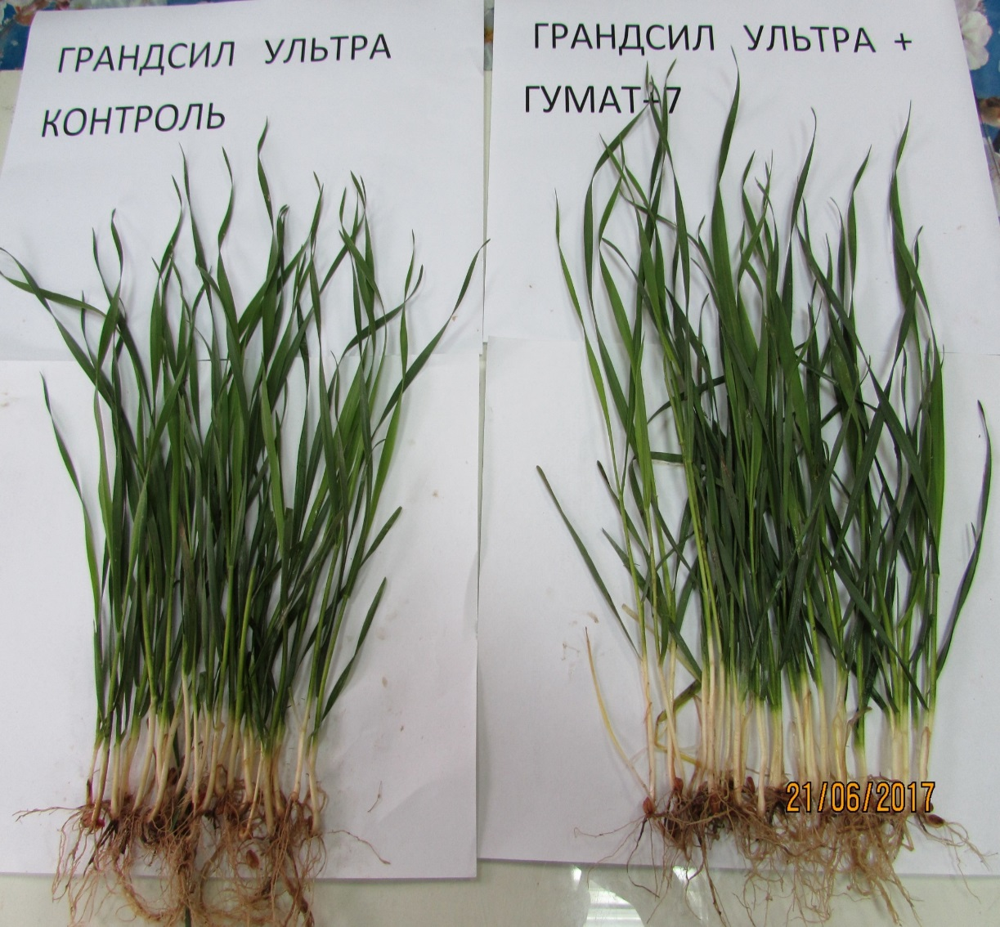 ГРАНДСИЛ УЛЬТРА
КОНТРОЛЬ
ГРАНДСИЛ УЛЬТРА +
ГУМАТ+7
21/06/2017